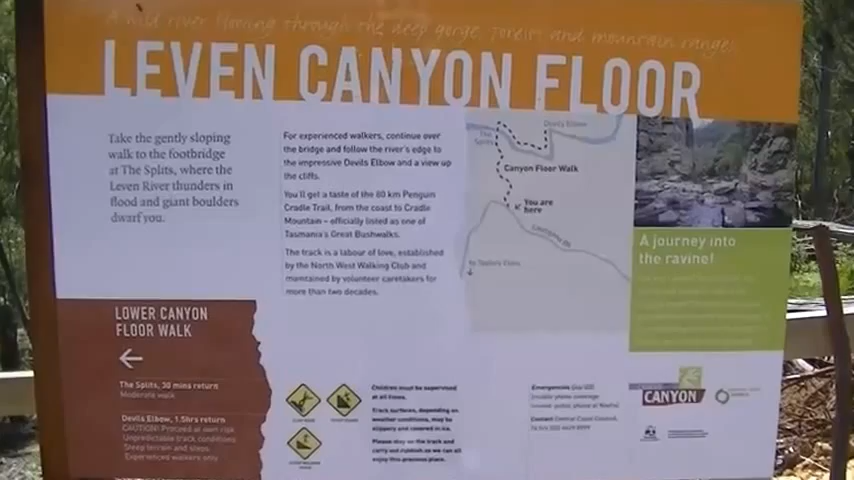 A wild river flowing through the deep gorge, forests and mountain ranges
LEVEN CANYON FLOOR
Take the gently sloping
walk to the footbridge
at The Splits, where the
Leven River thunders in
flood and giant boulders
dwarf you.
For experienced walkers, continue over
the bridge and follow the river's edge to
the impressive Devils Elbow and a view up
the cliffs.
You'll get a taste of the 80 km Penguin
Cradle Trail, from the coast to Cradle
Mountain – officially listed as one of
Tasmania's Great Bushwalks.
The track is a labour of love, established
by the North West Walking Club and
maintained by volunteer caretakers for
more than two decades.
The
Splits
Devils Elbow
Canyon Floor Walk
You are
here
A journey into
the ravine!
LOWER CANYON
FLOOR WALK
The Splits, 30 mins return
Moderate walk
Devils Elbow, 1.5hrs return
CAUTION! Proceed at own risk
Unpredictable track conditions
Steep terrain and steps
Experienced walkers only
Children must be supervised
at all times.
Track surfaces, depending on
weather conditions, may be
slippery and covered in ice.
Please stay on the track and
carry out rubbish so we can all
enjoy this precious place.
Emergencies
Contact Central Coast Council,
CANYON